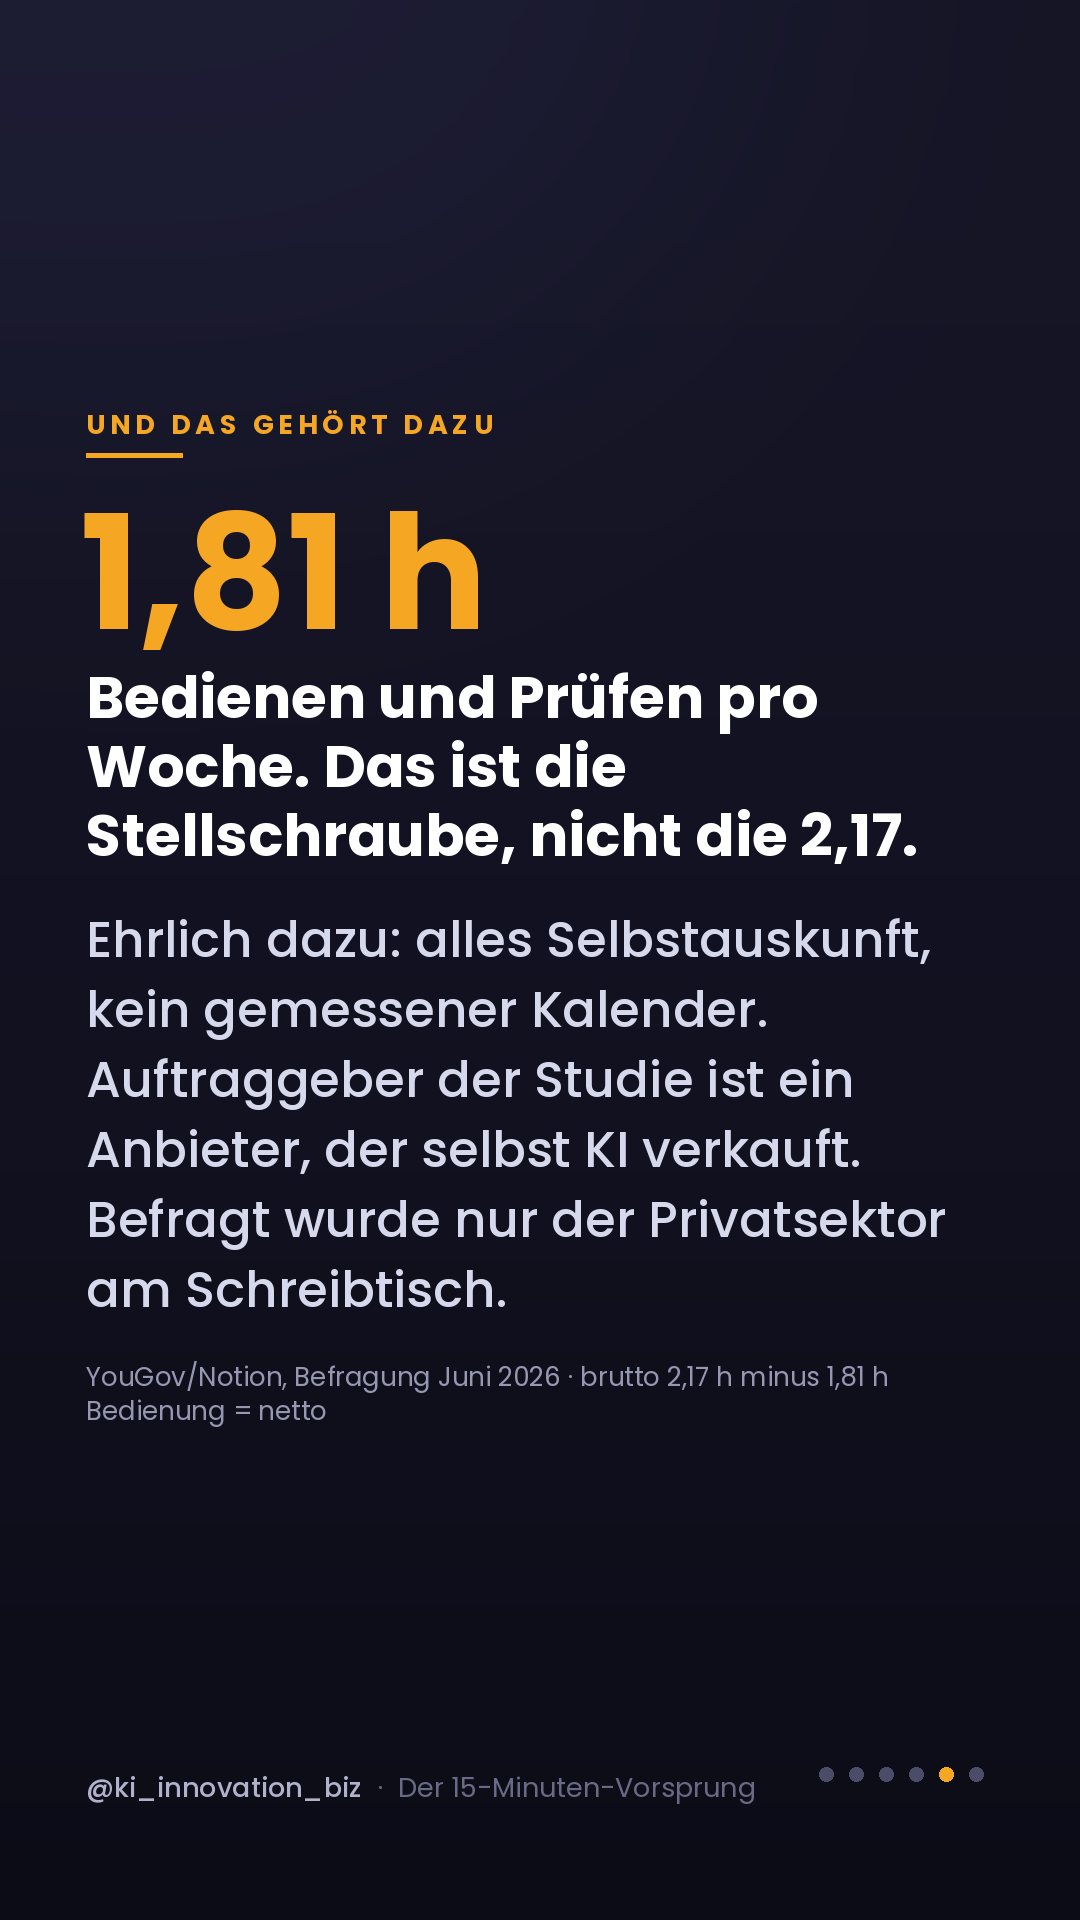 UND DAS GEHÖRT DAZU
1,81 h
Bedienen und Prüfen pro
Woche. Das ist die
Stellschraube, nicht die 2,17.
Ehrlich dazu: alles Selbstauskunft,
kein gemessener Kalender.
Auftraggeber der Studie ist ein
Anbieter, der selbst KI verkauft.
Befragt wurde nur der Privatsektor
am Schreibtisch.
YouGov/Notion, Befragung Juni 2026 · brutto 2,17 h minus 1,81 h
Bedienung = netto
@ki_innovation_biz · Der 15-Minuten-Vorsprung